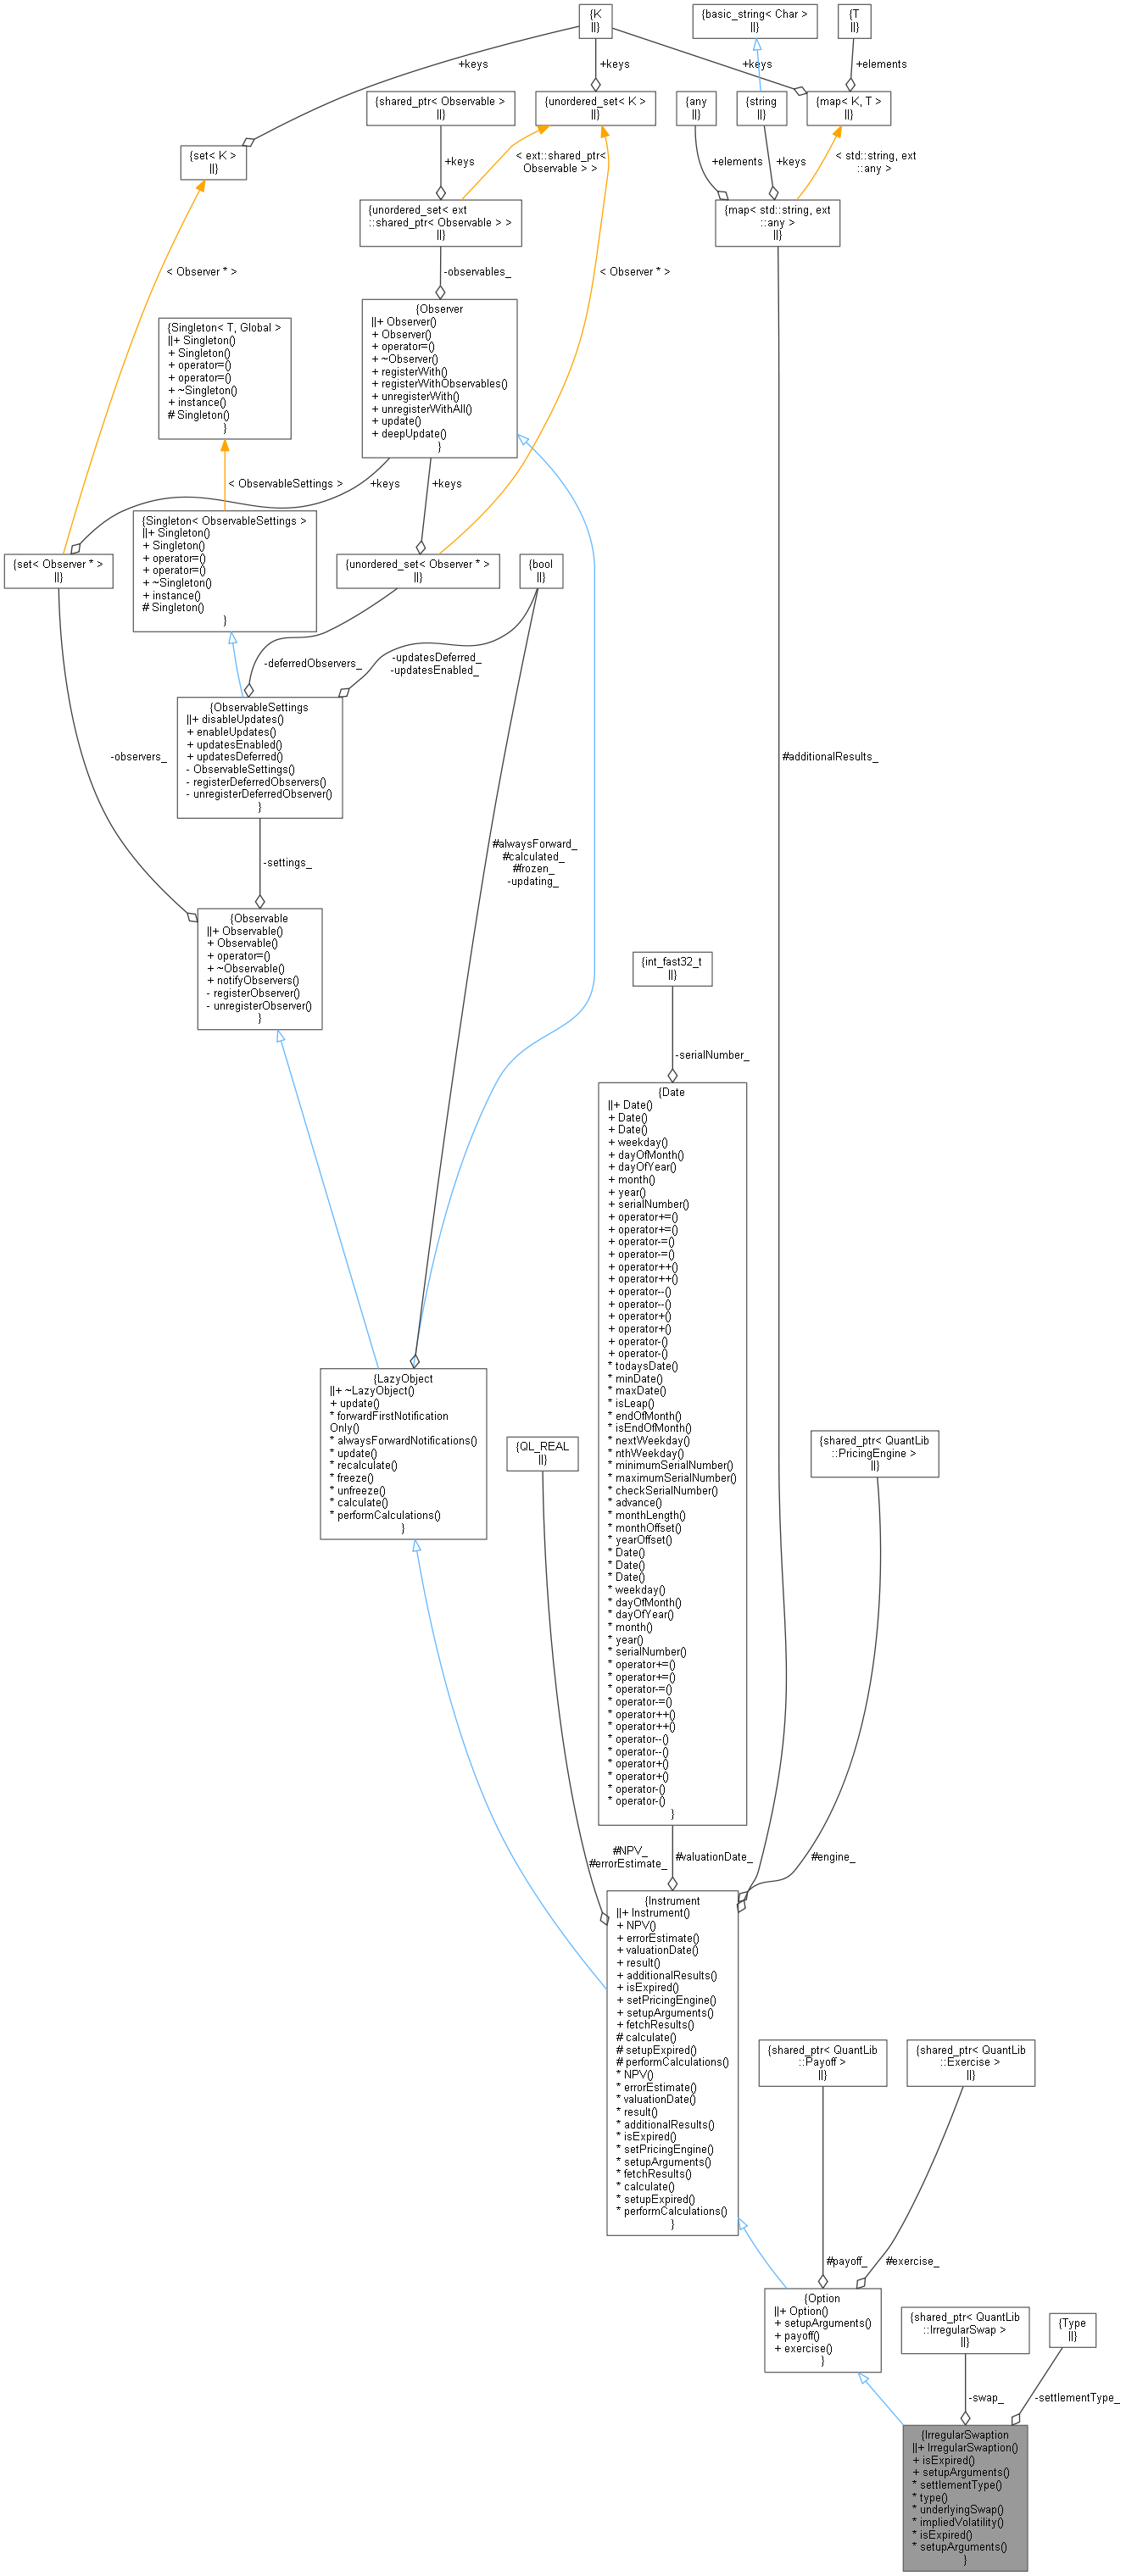 {K
||}
{basic_string< Char >
||}
{T
||}
+keys
+keys
+keys
+elements
{shared_ptr< Observable >
||}
{unordered_set< K >
||}
{any
||}
{string
||}
{map< K, T >
||}
{set< K >
||}
+keys
< ext::shared_ptr<
Observable > >
+elements
+keys
< std::string, ext
::any >
{unordered_set< ext
::shared_ptr< Observable > >
||}
{map< std::string, ext
::any >
||}
< Observer * >
-observables_
< Observer * >
{Singleton< T, Global >
||+ Singleton()
+ Singleton()
+ operator=()
+ operator=()
+ ~Singleton()
+ instance()
# Singleton()
}
{Observer
||+ Observer()
+ Observer()
+ operator=()
+ ~Observer()
+ registerWith()
+ registerWithObservables()
+ unregisterWith()
+ unregisterWithAll()
+ update()
+ deepUpdate()
}
< ObservableSettings >
+keys
+keys
{Singleton< ObservableSettings >
||+ Singleton()
+ Singleton()
+ operator=()
+ operator=()
+ ~Singleton()
+ instance()
# Singleton()
}
{set< Observer * >
||}
{unordered_set< Observer * >
||}
{bool
||}
-deferredObservers_
-updatesDeferred_
-updatesEnabled_
{ObservableSettings
||+ disableUpdates()
+ enableUpdates()
+ updatesEnabled()
+ updatesDeferred()
- ObservableSettings()
- registerDeferredObservers()
- unregisterDeferredObserver()
}
-observers_
#additionalResults_
-settings_
#alwaysForward_
#calculated_
#frozen_
-updating_
{Observable
||+ Observable()
+ Observable()
+ operator=()
+ ~Observable()
+ notifyObservers()
- registerObserver()
- unregisterObserver()
}
{int_fast32_t
||}
-serialNumber_
{Date
||+ Date()
+ Date()
+ Date()
+ weekday()
+ dayOfMonth()
+ dayOfYear()
+ month()
+ year()
+ serialNumber()
+ operator+=()
+ operator+=()
+ operator-=()
+ operator-=()
+ operator++()
+ operator++()
+ operator--()
+ operator--()
+ operator+()
+ operator+()
+ operator-()
+ operator-()
* todaysDate()
* minDate()
* maxDate()
* isLeap()
* endOfMonth()
* isEndOfMonth()
* nextWeekday()
* nthWeekday()
* minimumSerialNumber()
* maximumSerialNumber()
* checkSerialNumber()
* advance()
* monthLength()
* monthOffset()
* yearOffset()
* Date()
* Date()
* Date()
* weekday()
* dayOfMonth()
* dayOfYear()
* month()
* year()
* serialNumber()
* operator+=()
* operator+=()
* operator-=()
* operator-=()
* operator++()
* operator++()
* operator--()
* operator--()
* operator+()
* operator+()
* operator-()
* operator-()
}
{LazyObject
||+ ~LazyObject()
+ update()
* forwardFirstNotification
Only()
* alwaysForwardNotifications()
* update()
* recalculate()
* freeze()
* unfreeze()
* calculate()
* performCalculations()
}
{QL_REAL
||}
{shared_ptr< QuantLib
::PricingEngine >
||}
#NPV_
#errorEstimate_
#valuationDate_
#engine_
{Instrument
||+ Instrument()
+ NPV()
+ errorEstimate()
+ valuationDate()
+ result()
+ additionalResults()
+ isExpired()
+ setPricingEngine()
+ setupArguments()
+ fetchResults()
# calculate()
# setupExpired()
# performCalculations()
* NPV()
* errorEstimate()
* valuationDate()
* result()
* additionalResults()
* isExpired()
* setPricingEngine()
* setupArguments()
* fetchResults()
* calculate()
* setupExpired()
* performCalculations()
}
{shared_ptr< QuantLib
::Payoff >
||}
{shared_ptr< QuantLib
::Exercise >
||}
#payoff_
#exercise_
{Option
||+ Option()
+ setupArguments()
+ payoff()
+ exercise()
}
{shared_ptr< QuantLib
::IrregularSwap >
||}
{Type
||}
-swap_
-settlementType_
{IrregularSwaption
||+ IrregularSwaption()
+ isExpired()
+ setupArguments()
* settlementType()
* type()
* underlyingSwap()
* impliedVolatility()
* isExpired()
* setupArguments()
}